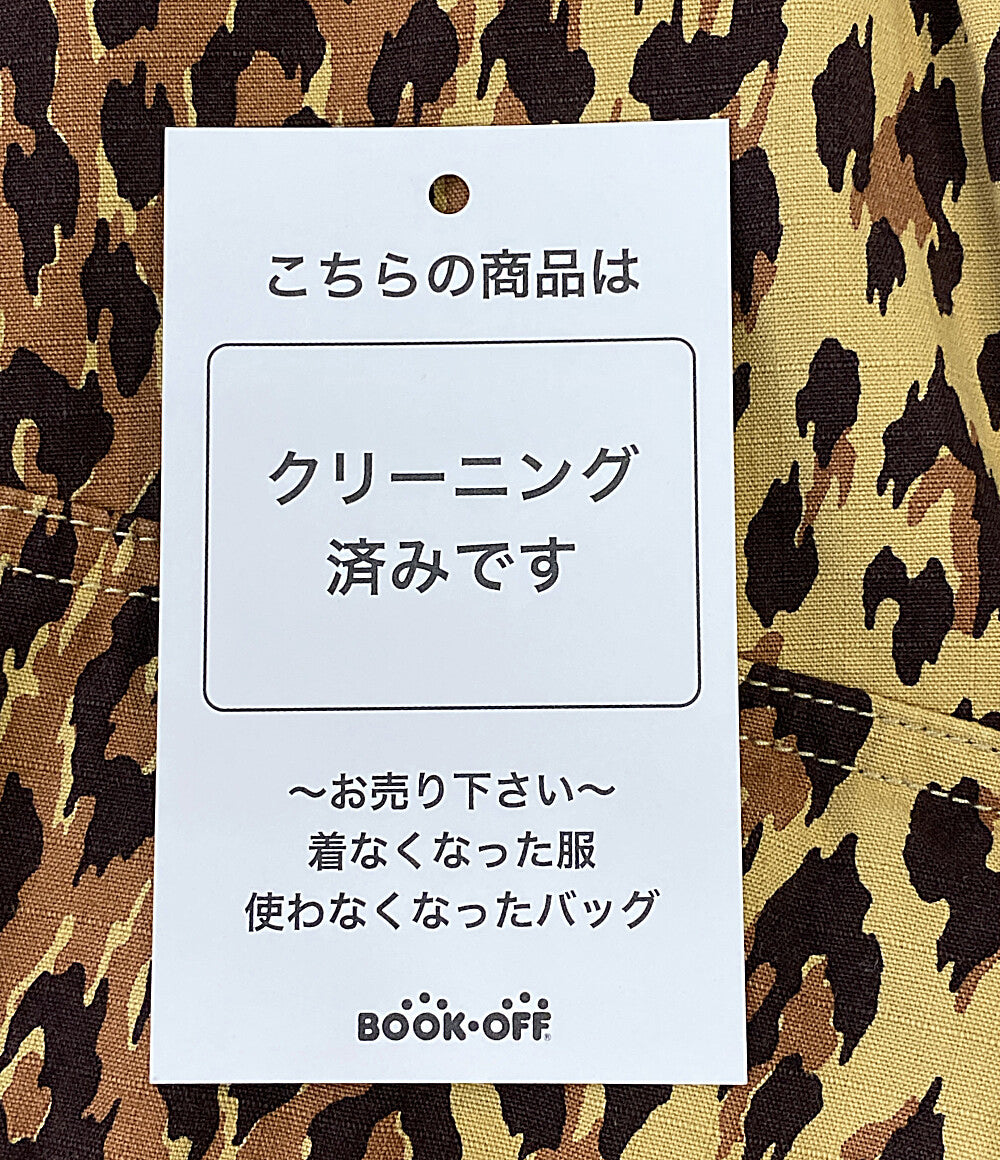 こちらの商品は
クリーニング
済みです
～お売り下さい～
着なくなった服
使わなくなったバッグ
BOOK・OFF®